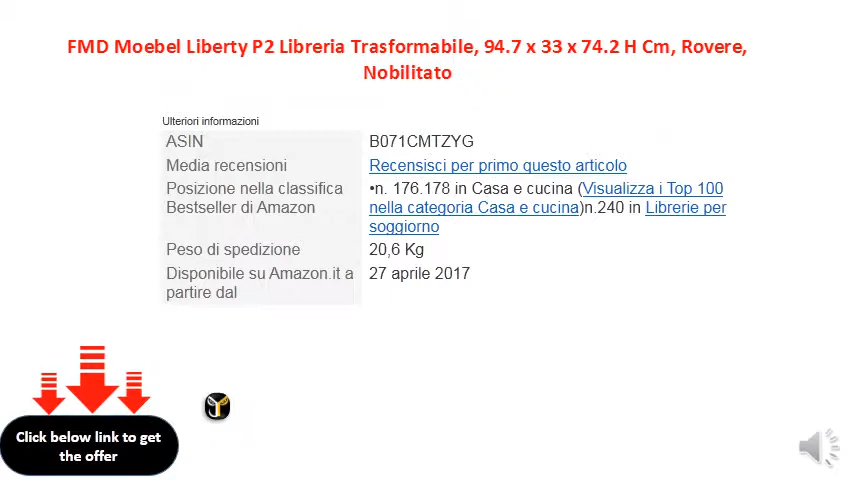 FMD Moebel Liberty P2 Libreria Trasformabile, 94.7 x 33 x 74.2 H Cm, Rovere,
Nobilitato
Ulteriori informazioni
ASIN B071CMTZYG
Media recensioni Recensisci per primo questo articolo
Posizione nella classifica •n. 176.178 in Casa e cucina (Visualizza i Top 100
Bestseller di Amazon nella categoria Casa e cucina)n.240 in Librerie per
soggiorno
Peso di spedizione 20,6 Kg
Disponibile su Amazon.it a 27 aprile 2017
partire dal
Click below link to get
the offer